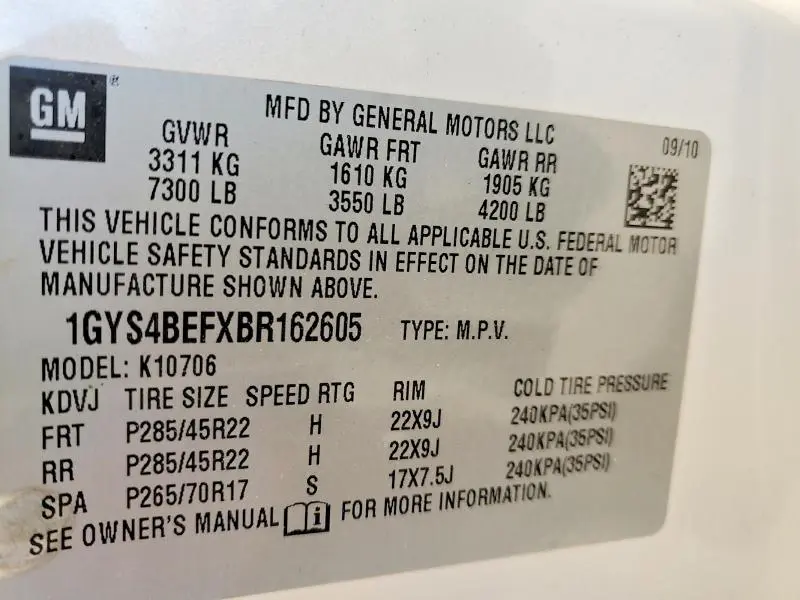 GM ®
MFD BY GENERAL MOTORS LLC 09/10
GVWR GAWR FRT GAWR RR
3311 KG 1610 KG 1905 KG
7300 LB 3550 LB 4200 LB
THIS VEHICLE CONFORMS TO ALL APPLICABLE U.S. FEDERAL MOTOR
VEHICLE SAFETY STANDARDS IN EFFECT ON THE DATE OF
MANUFACTURE SHOWN ABOVE.
1GYS4BEFXBR162605 TYPE: M.P.V.
MODEL: K10706
KDVJ TIRE SIZE SPEED RTG RIM COLD TIRE PRESSURE
FRT P285/45R22 H 22X9J 240KPA(35PSI)
RR P285/45R22 H 22X9J 240KPA(35PSI)
SPA P265/70R17 S 17X7.5J 240KPA(35PSI)
SEE OWNER'S MANUAL i FOR MORE INFORMATION.